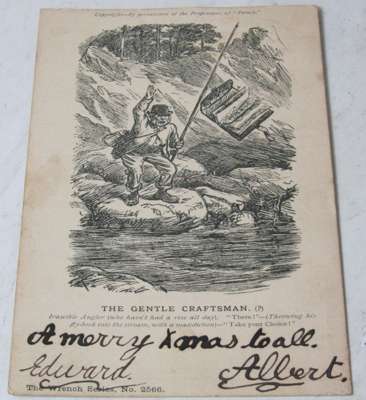 Copyright—By permission of the Proprietors of "Punch."
THE GENTLE CRAFTSMAN. (?)
Irascible Angler (who hasn't had a rise all day). "There!"—(Throwing his
fly-book into the stream, with a malediction)—"Take your Choice!"
A merry Xmas to all.
Edward. Albert.
The Wrench Series, No. 2566.